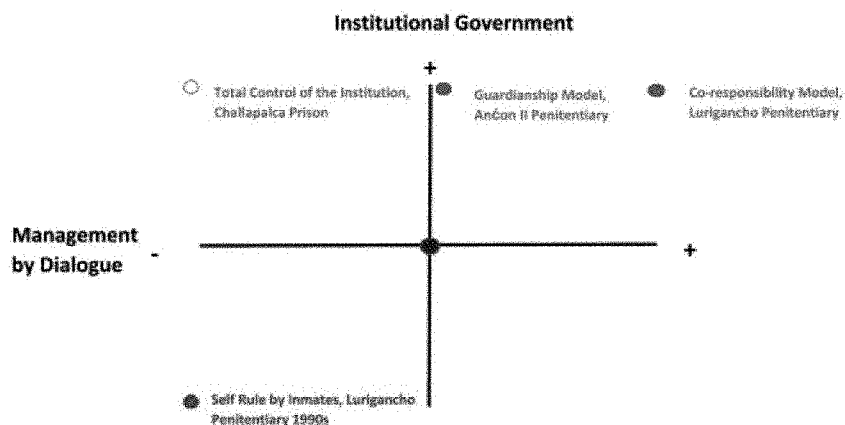 Institutional Government
+
Total Control of the Institution,
Challapalca Prison
Guardianship Model,
Ancon II Penitentiary
Co-responsibility Model,
Lurigancho Penitentiary
Management
by Dialogue
-
+
Self Rule by Inmates, Lurigancho
Penitentiary 1990s